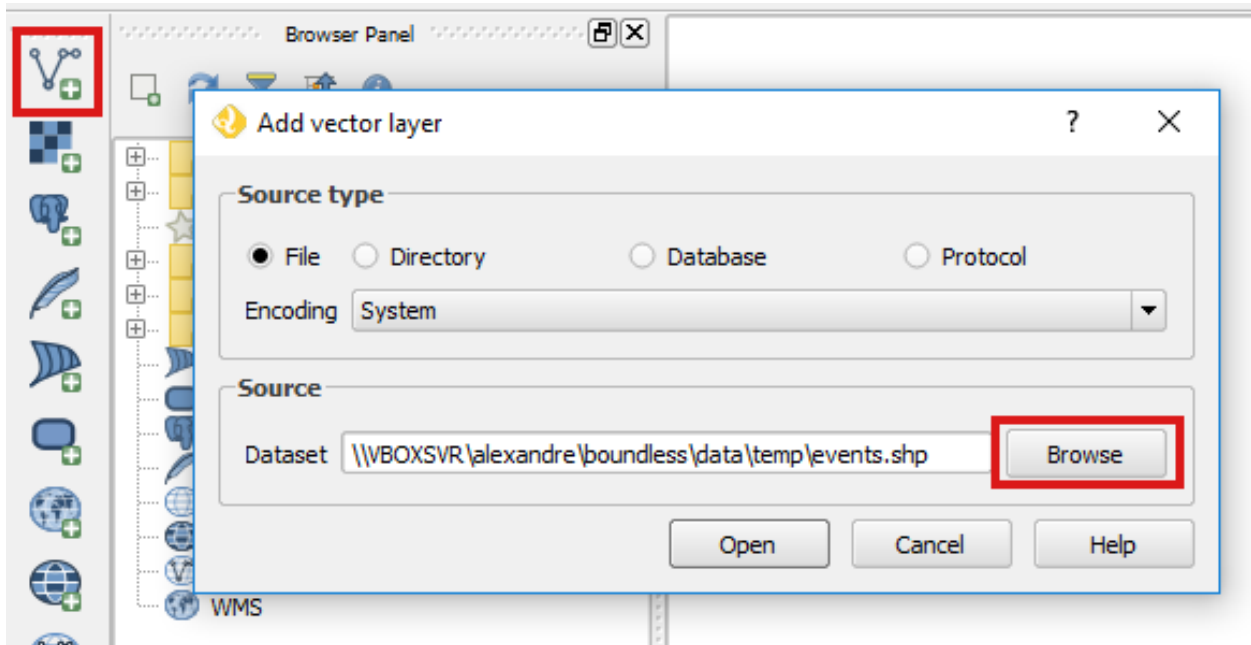 Browser Panel
Add vector layer
?
Source type
File Directory Database Protocol
Encoding System
Source
Dataset \\VBOXSVR\alexandre\boundless\data\temp\events.shp Browse
Open Cancel Help
WMS